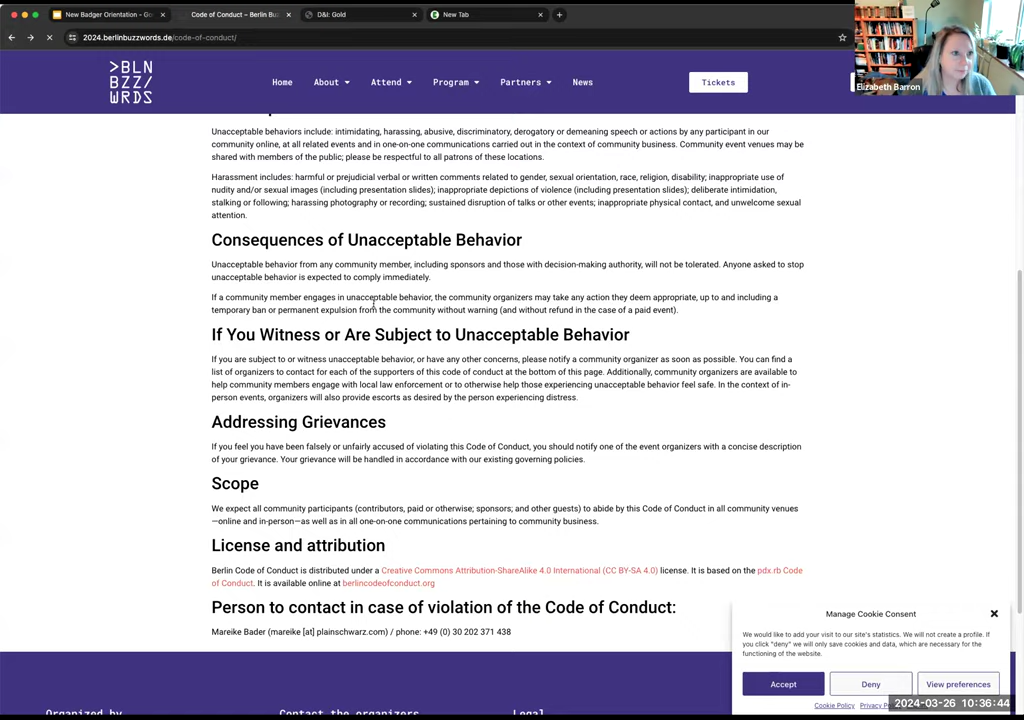 New Badger Orientation - Go
Code of Conduct – Berlin Bu
D&I: Gold
New Tab
2024.berlinbuzzwords.de/code-of-conduct/
>BLN
BZZ/
WRDS
Home
About
Attend
Program
Partners
News
Tickets
Elizabeth Barron
Unacceptable behaviors include: intimidating, harassing, abusive, discriminatory, derogatory or demeaning speech or actions by any participant in our
community online, at all related events and in one-on-one communications carried out in the context of community business. Community event venues may be
shared with members of the public; please be respectful to all patrons of these locations.
Harassment includes: harmful or prejudicial verbal or written comments related to gender, sexual orientation, race, religion, disability; inappropriate use of
nudity and/or sexual images (including presentation slides); inappropriate depictions of violence (including presentation slides); deliberate intimidation,
stalking or following; harassing photography or recording; sustained disruption of talks or other events; inappropriate physical contact, and unwelcome sexual
attention.
Consequences of Unacceptable Behavior
Unacceptable behavior from any community member, including sponsors and those with decision-making authority, will not be tolerated. Anyone asked to stop
unacceptable behavior is expected to comply immediately.
If a community member engages in unacceptable behavior, the community organizers may take any action they deem appropriate, up to and including a
temporary ban or permanent expulsion from the community without warning (and without refund in the case of a paid event).
If You Witness or Are Subject to Unacceptable Behavior
If you are subject to or witness unacceptable behavior, or have any other concerns, please notify a community organizer as soon as possible. You can find a
list of organizers to contact for each of the supporters of this code of conduct at the bottom of this page. Additionally, community organizers are available to
help community members engage with local law enforcement or to otherwise help those experiencing unacceptable behavior feel safe. In the context of in-
person events, organizers will also provide escorts as desired by the person experiencing distress.
Addressing Grievances
If you feel you have been falsely or unfairly accused of violating this Code of Conduct, you should notify one of the event organizers with a concise description
of your grievance. Your grievance will be handled in accordance with our existing governing policies.
Scope
We expect all community participants (contributors, paid or otherwise; sponsors; and other guests) to abide by this Code of Conduct in all community venues
—online and in-person—as well as in all one-on-one communications pertaining to community business.
License and attribution
Berlin Code of Conduct is distributed under a Creative Commons Attribution-ShareAlike 4.0 International (CC BY-SA 4.0) license. It is based on the pdx.rb Code
of Conduct. It is available online at berlincodeofconduct.org
Person to contact in case of violation of the Code of Conduct:
Mareike Bader (mareike [at] plainschwarz.com) / phone: +49 (0) 30 202 371 438
Manage Cookie Consent
We would like to add your visit to our site's statistics. We will not create a profile. If
you click "deny" we will only save cookies and data, which are necessary for the
functioning of the website.
Accept
Deny
View preferences
Cookie Policy
Privacy
2024-03-26 10:36:44
Organized by
Contact the organizers
Legal